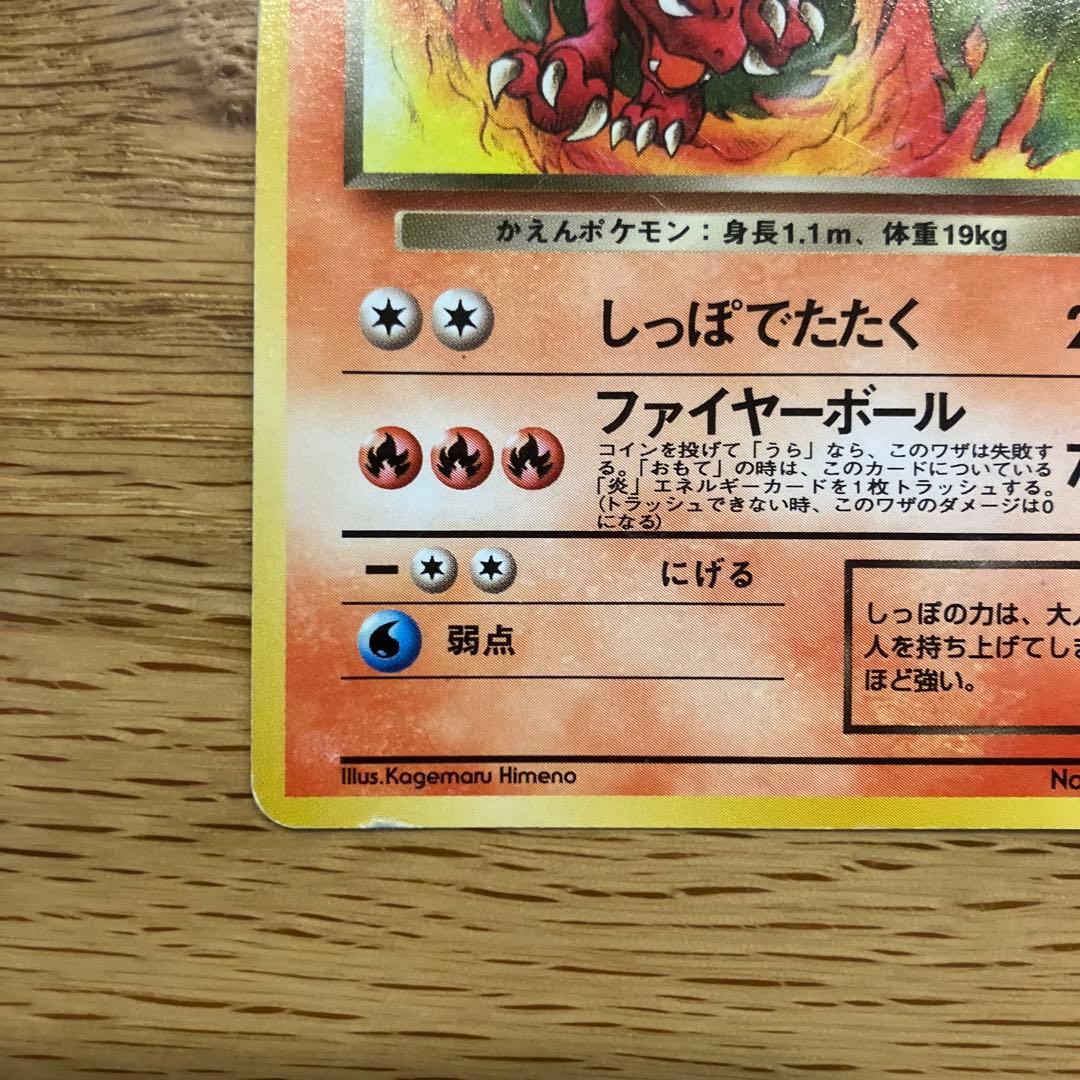 かえんポケモン：身長1.1m、体重19kg
しっぽでたたく 2
ファイヤーボール
コインを投げて「うら」なら、このワザは失敗す
る。「おもて」の時は、このカードについている 7
「炎」エネルギーカードを1枚トラッシュする。
(トラッシュできない時、このワザのダメージは0
になる)
− にげる
弱点
しっぽの力は、大
人を持ち上げてしま
ほど強い。
Illus.Kagemaru Himeno
No